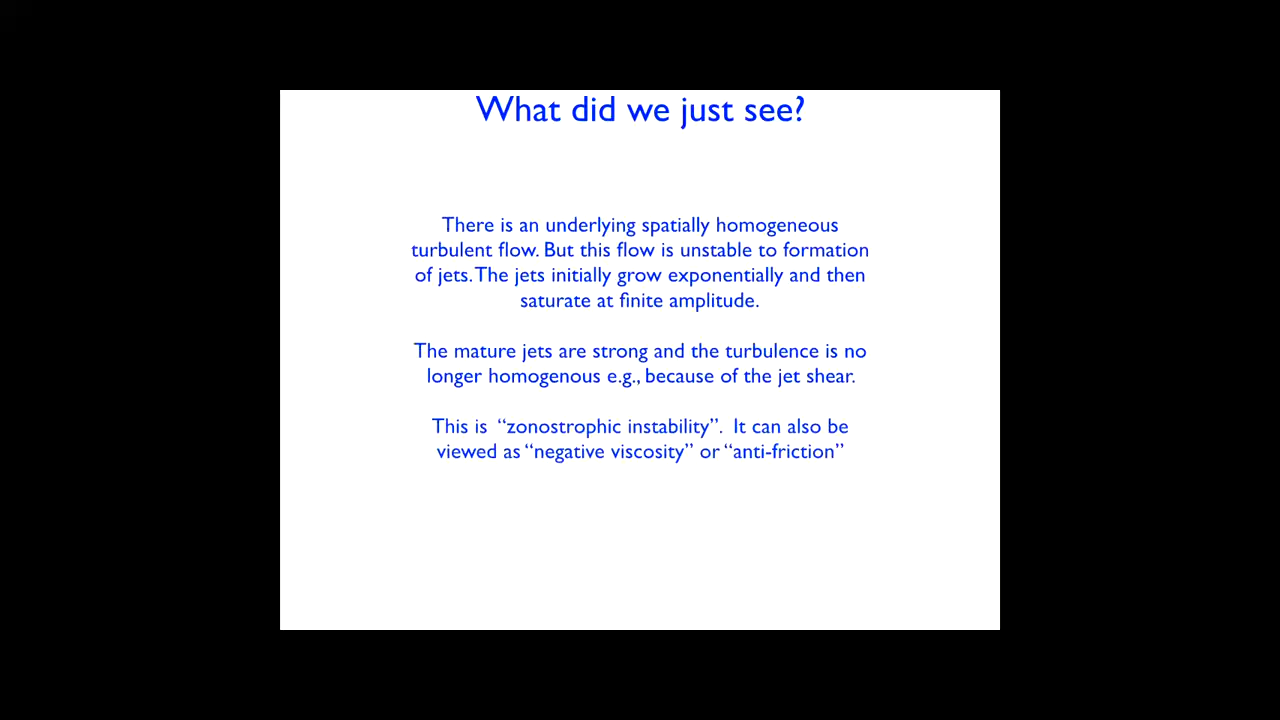 What did we just see?
There is an underlying spatially homogeneous
turbulent flow. But this flow is unstable to formation
of jets. The jets initially grow exponentially and then
saturate at finite amplitude.
The mature jets are strong and the turbulence is no
longer homogenous e.g., because of the jet shear.
This is “zonostrophic instability”. It can also be
viewed as “negative viscosity” or “anti-friction”